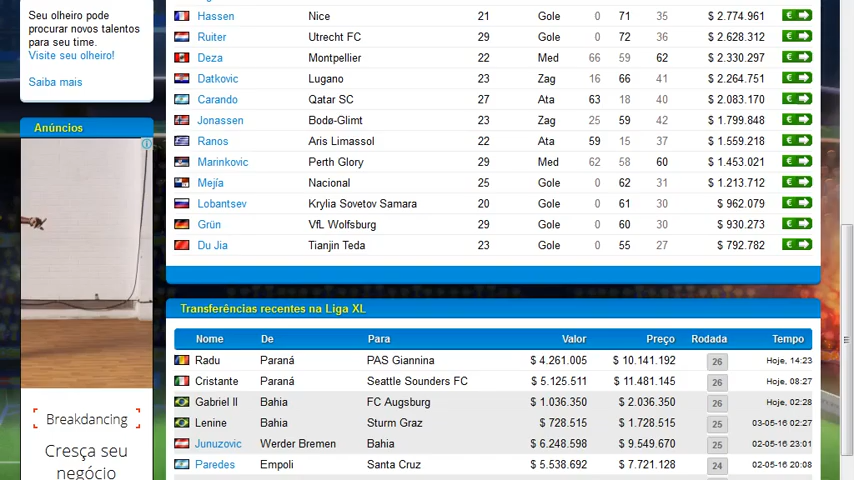 Seu olheiro pode
procurar novos talentos
para seu time.
Visite seu olheiro!
Saiba mais
Anúncios
Breakdancing
Cresça seu
negócio
Hassen Nice 21 Gole 0 71 35 $ 2.774.961 €
Ruiter Utrecht FC 29 Gole 0 72 36 $ 2.628.312 €
Deza Montpellier 22 Med 66 59 62 $ 2.330.297 €
Datkovic Lugano 23 Zag 16 66 41 $ 2.264.751 €
Carando Qatar SC 27 Ata 63 18 40 $ 2.083.170 €
Jonassen Bodø-Glimt 23 Zag 25 59 42 $ 1.799.848 €
Ranos Aris Limassol 22 Ata 59 15 37 $ 1.559.218 €
Marinkovic Perth Glory 29 Med 62 58 60 $ 1.453.021 €
Mejía Nacional 25 Gole 0 62 31 $ 1.213.712 €
Lobantsev Krylia Sovetov Samara 20 Gole 0 61 30 $ 962.079 €
Grün VfL Wolfsburg 29 Gole 0 60 30 $ 930.273 €
Du Jia Tianjin Teda 23 Gole 0 55 27 $ 792.782 €
Transferências recentes na Liga XL
Nome De Para Valor Preço Rodada Tempo
Radu Paraná PAS Giannina $ 4.261.005 $ 10.141.192 26 Hoje, 14:23
Cristante Paraná Seattle Sounders FC $ 5.125.511 $ 11.481.145 26 Hoje, 08:27
Gabriel II Bahia FC Augsburg $ 1.036.350 $ 2.036.350 26 Hoje, 02:28
Lenine Bahia Sturm Graz $ 728.515 $ 1.728.515 25 03-05-16 02:27
Junuzovic Werder Bremen Bahia $ 6.248.598 $ 9.549.670 25 02-05-16 23:01
Paredes Empoli Santa Cruz $ 5.538.692 $ 7.721.128 24 02-05-16 20:08